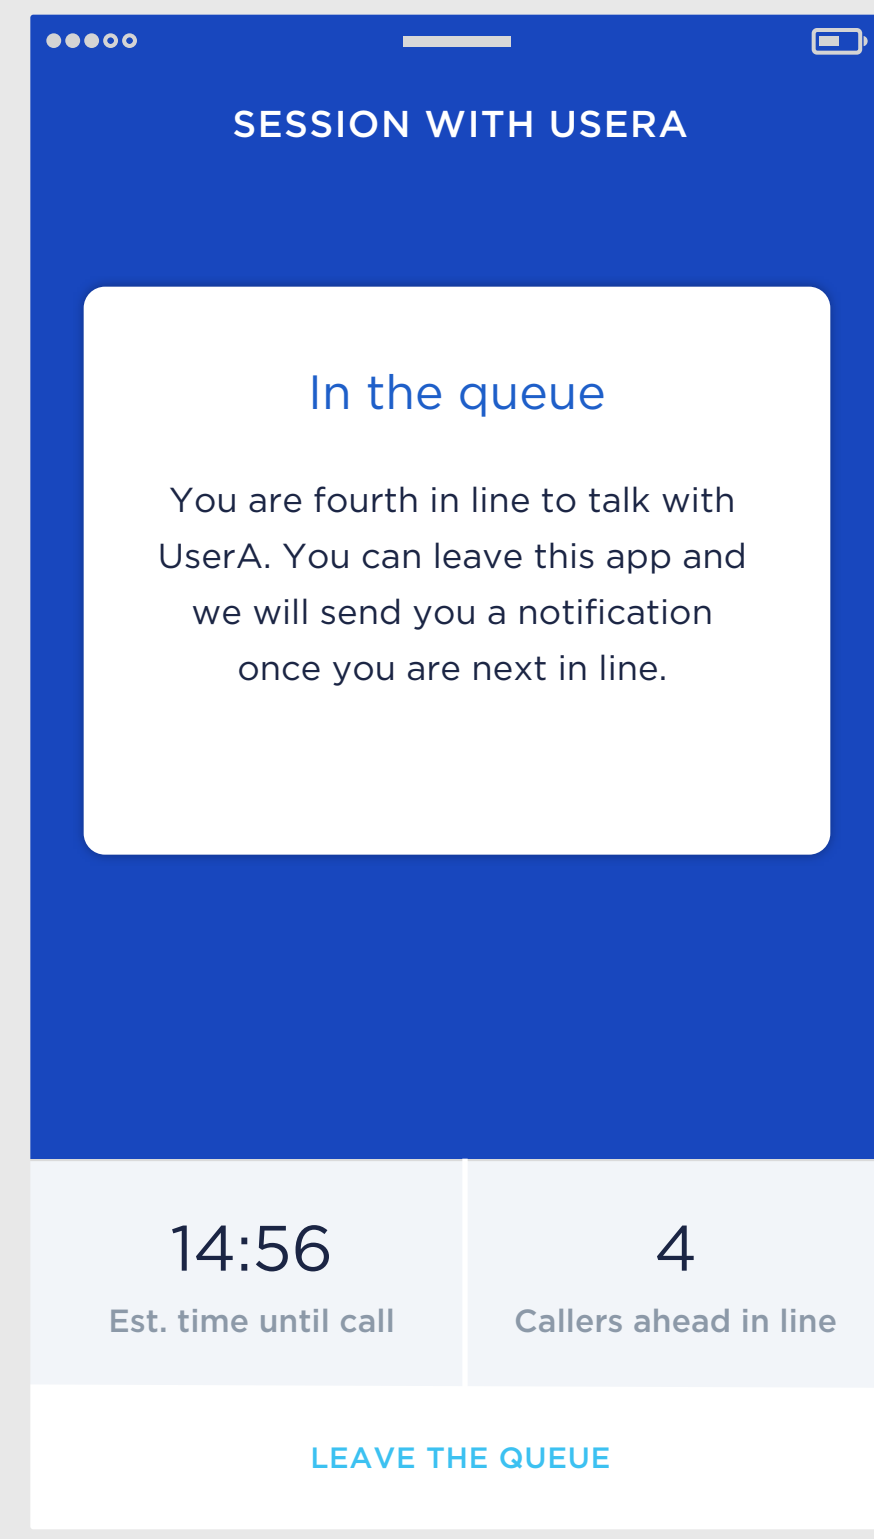 SESSION WITH USERA
In the queue
You are fourth in line to talk with
UserA. You can leave this app and
we will send you a notification
once you are next in line.
14:56
Est. time until call
4
Callers ahead in line
LEAVE THE QUEUE